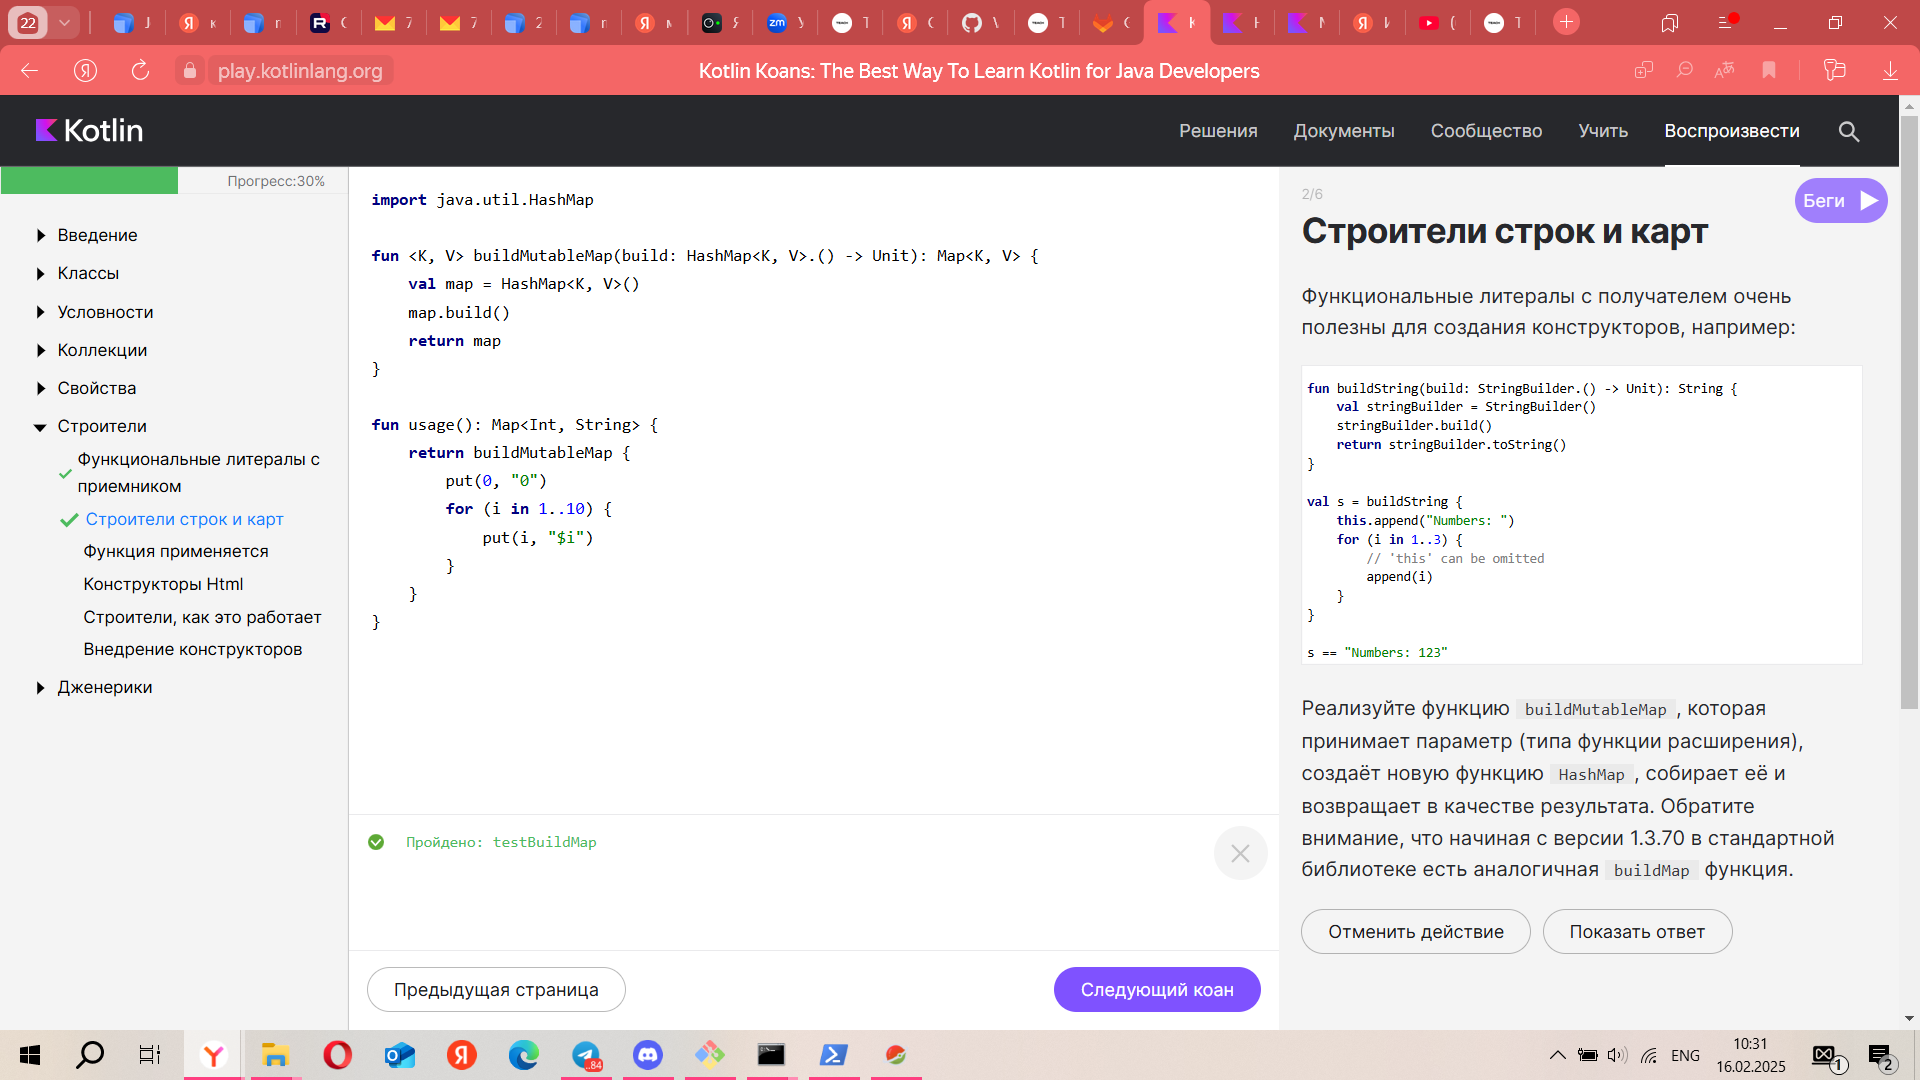 22
play.kotlinlang.org
Kotlin Koans: The Best Way To Learn Kotlin for Java Developers
Kotlin
Решения
Документы
Сообщество
Учить
Воспроизвести
Прогресс:30%
Введение
Классы
Условности
Коллекции
Свойства
Строители
Функциональные литералы с
приемником
Строители строк и карт
Функция применяется
Конструкторы Html
Строители, как это работает
Внедрение конструкторов
Дженерики
import java.util.HashMap
fun <K, V> buildMutableMap(build: HashMap<K, V>.() -> Unit): Map<K, V> {
val map = HashMap<K, V>()
map.build()
return map
}
fun usage(): Map<Int, String> {
return buildMutableMap {
put(0, "0")
for (i in 1..10) {
put(i, "$i")
}
}
}
Пройдено: testBuildMap
Предыдущая страница
Следующий коан
2/6
Беги
Строители строк и карт
Функциональные литералы с получателем очень
полезны для создания конструкторов, например:
fun buildString(build: StringBuilder.() -> Unit): String {
val stringBuilder = StringBuilder()
stringBuilder.build()
return stringBuilder.toString()
}
val s = buildString {
this.append("Numbers: ")
for (i in 1..3) {
// 'this' can be omitted
append(i)
}
}
s == "Numbers: 123"
Реализуйте функцию buildMutableMap , которая
принимает параметр (типа функции расширения),
создаёт новую функцию HashMap , собирает её и
возвращает в качестве результата. Обратите
внимание, что начиная с версии 1.3.70 в стандартной
библиотеке есть аналогичная buildMap функция.
Отменить действие
Показать ответ
84
ENG
10:31
16.02.2025
1
2